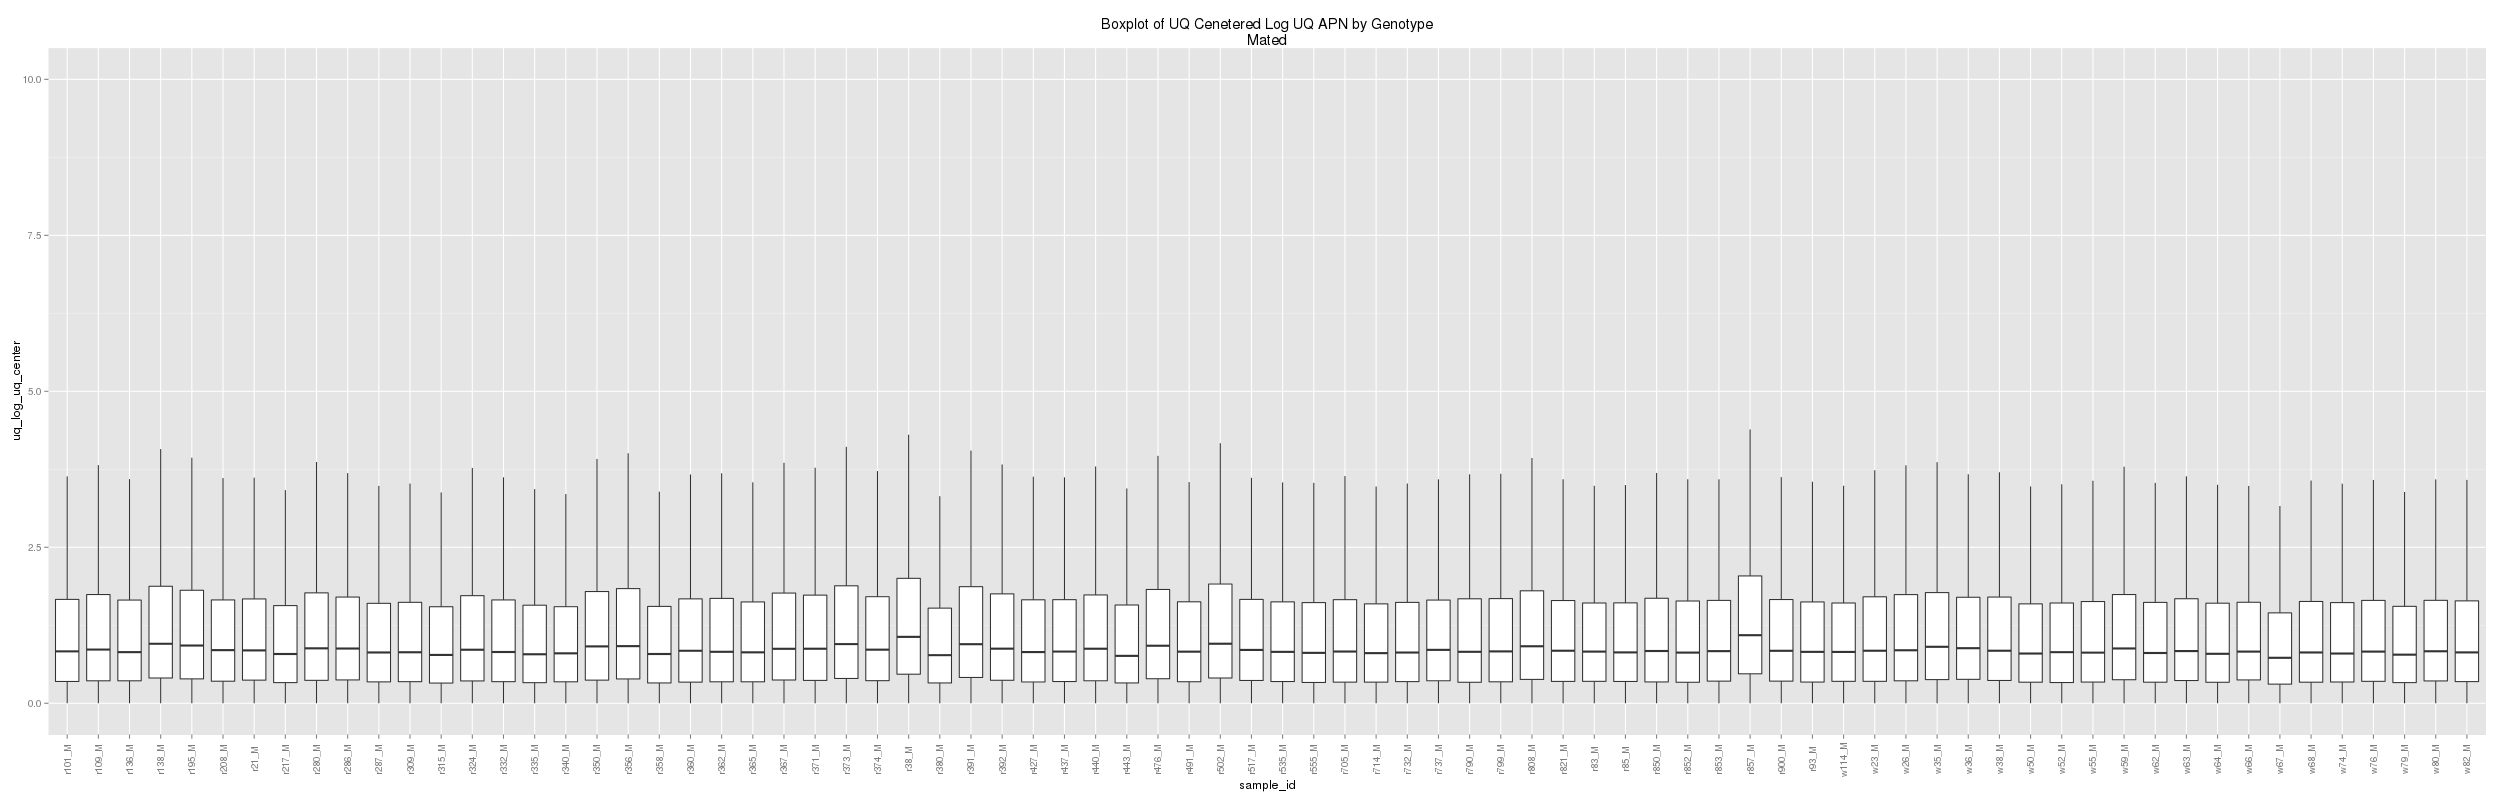 Boxplot of UQ Cenetered Log UQ APN by Genotype
Mated
uq_log_uq_center
10.0
7.5
5.0
2.5
0.0
r101_M
r109_M
r136_M
r138_M
r195_M
r208_M
r21_M
r217_M
r280_M
r286_M
r287_M
r309_M
r315_M
r324_M
r332_M
r335_M
r340_M
r350_M
r356_M
r358_M
r360_M
r362_M
r365_M
r367_M
r371_M
r373_M
r374_M
r38_M
r380_M
r391_M
r392_M
r427_M
r437_M
r440_M
r443_M
r476_M
r491_M
r502_M
r517_M
r535_M
r555_M
r705_M
r714_M
r732_M
r737_M
r790_M
r799_M
r808_M
r821_M
r83_M
r85_M
r850_M
r852_M
r853_M
r857_M
r900_M
r93_M
w114_M
w23_M
w26_M
w35_M
w36_M
w38_M
w50_M
w52_M
w55_M
w59_M
w62_M
w63_M
w64_M
w66_M
w67_M
w68_M
w74_M
w76_M
w79_M
w80_M
w82_M
sample_id